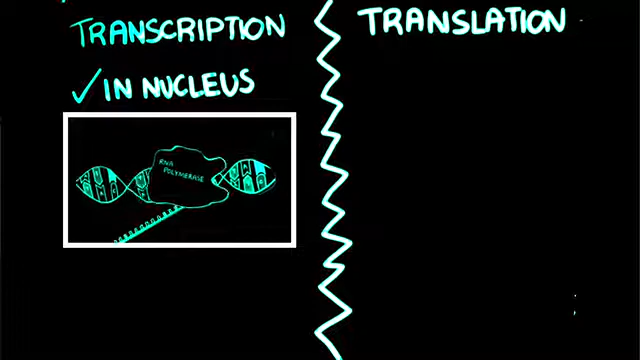 TRANSCRIPTION
✓ IN NUCLEUS
RNA
POLYMERASE
TRANSLATION